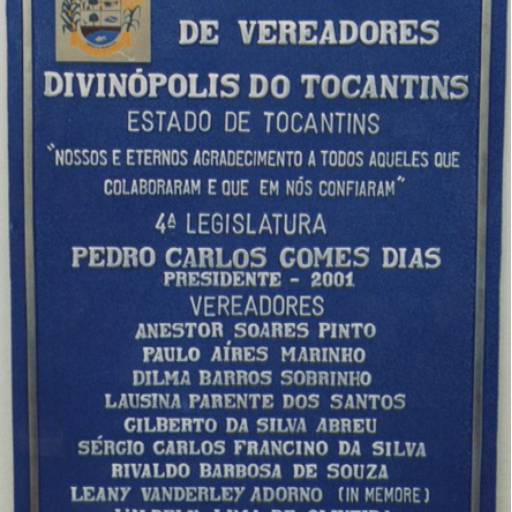 DE VEREADORES
DIVINÓPOLIS DO TOCANTINS
ESTADO DE TOCANTINS
"NOSSOS E ETERNOS AGRADECIMENTO A TODOS AQUELES QUE
COLABORARAM E QUE EM NÓS CONFIARAM"
4ª LEGISLATURA
PEDRO CARLOS GOMES DIAS
PRESIDENTE - 2001
VEREADORES
ANESTOR SOARES PINTO
PAULO AÍRES MARINHO
DILMA BARROS SOBRINHO
LAUSINA PARENTE DOS SANTOS
GILBERTO DA SILVA ABREU
SÉRGIO CARLOS FRANCINO DA SILVA
RIVALDO BARBOSA DE SOUZA
LEANY VANDERLEY ADORNO (IN MEMORE)